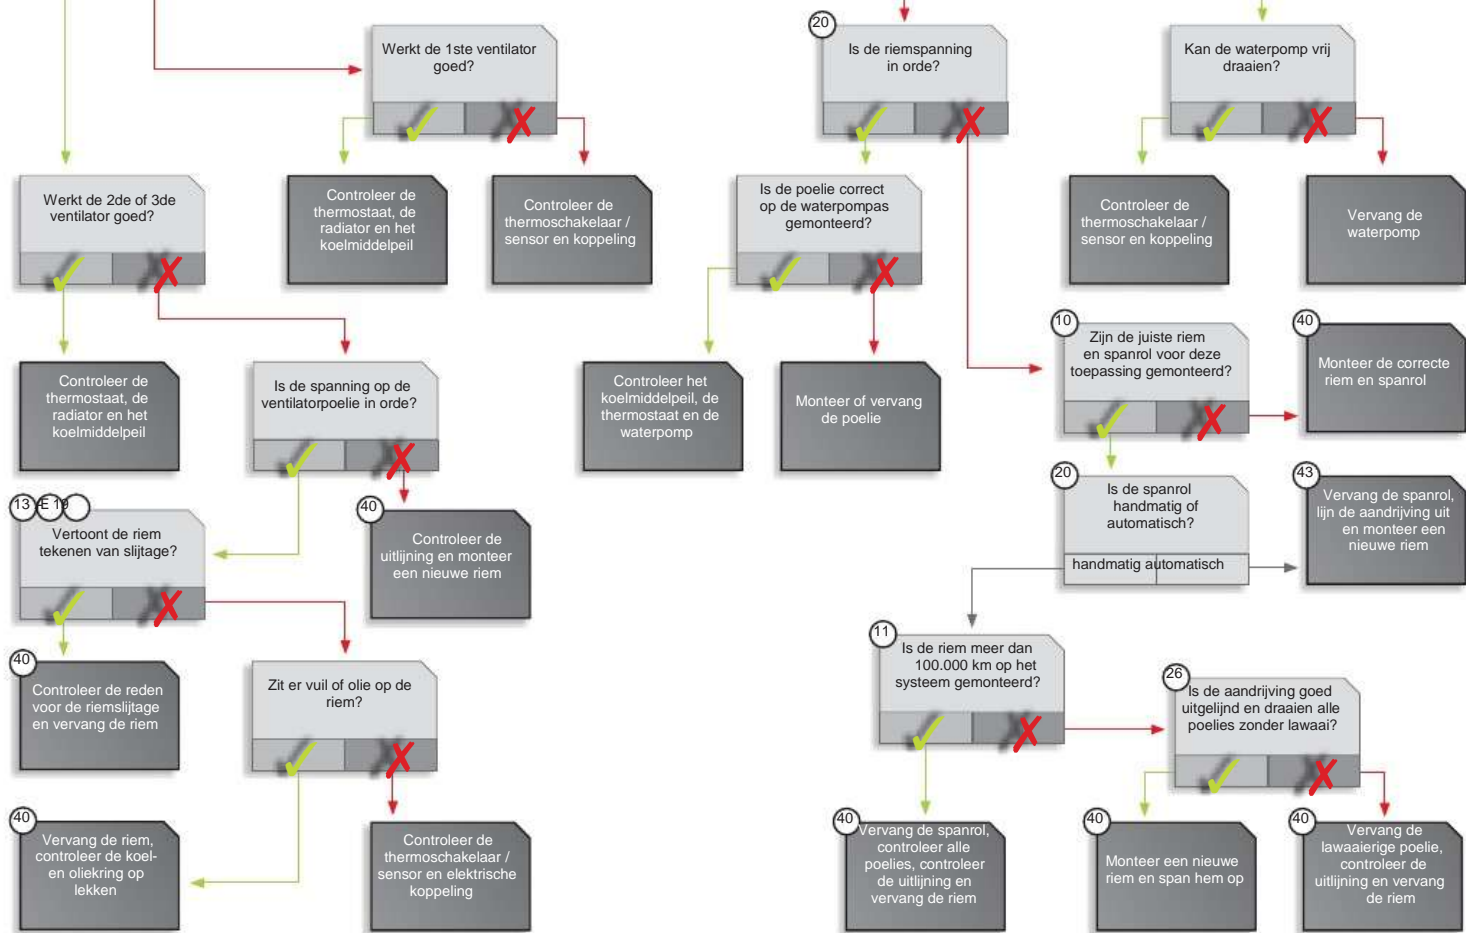 Werkt de 1ste ventilator
goed?
20
Is de riemspanning
in orde?
Kan de waterpomp vrij
draaien?
Werkt de 2de of 3de
ventilator goed?
Controleer de
thermostaat, de
radiator en het
koelmiddelpeil
Controleer de
thermoschakelaar /
sensor en koppeling
Is de poelie correct
op de waterpompas
gemonteerd?
Controleer de
thermoschakelaar /
sensor en koppeling
Vervang de
waterpomp
Controleer de
thermostaat, de
radiator en het
koelmiddelpeil
Is de spanning op de
ventilatorpoelie in orde?
Controleer het
koelmiddelpeil, de
thermostaat en de
waterpomp
Monteer of vervang
de poelie
10
Zijn de juiste riem
en spanrol voor deze
toepassing gemonteerd?
40
Monteer de correcte
riem en spanrol
13 Æ 19
Vertoont de riem
tekenen van slijtage?
40
Controleer de
uitlijning en monteer
een nieuwe riem
20
Is de spanrol
handmatig of
automatisch?
handmatig automatisch
43
Vervang de spanrol,
lijn de aandrijving uit
en monteer een
nieuwe riem
40
Controleer de reden
voor de riemslijtage
en vervang de riem
Zit er vuil of olie op de
riem?
11
Is de riem meer dan
100.000 km op het
systeem gemonteerd?
26
Is de aandrijving goed
uitgelijnd en draaien alle
poelies zonder lawaai?
40
Vervang de riem,
controleer de koel-
en oliekring op
lekken
Controleer de
thermoschakelaar /
sensor en elektrische
koppeling
40
Vervang de spanrol,
controleer alle
poelies, controleer
de uitlijning en
vervang de riem
40
Monteer een nieuwe
riem en span hem op
40
Vervang de
lawaaierige poelie,
controleer de
uitlijning en vervang
de riem